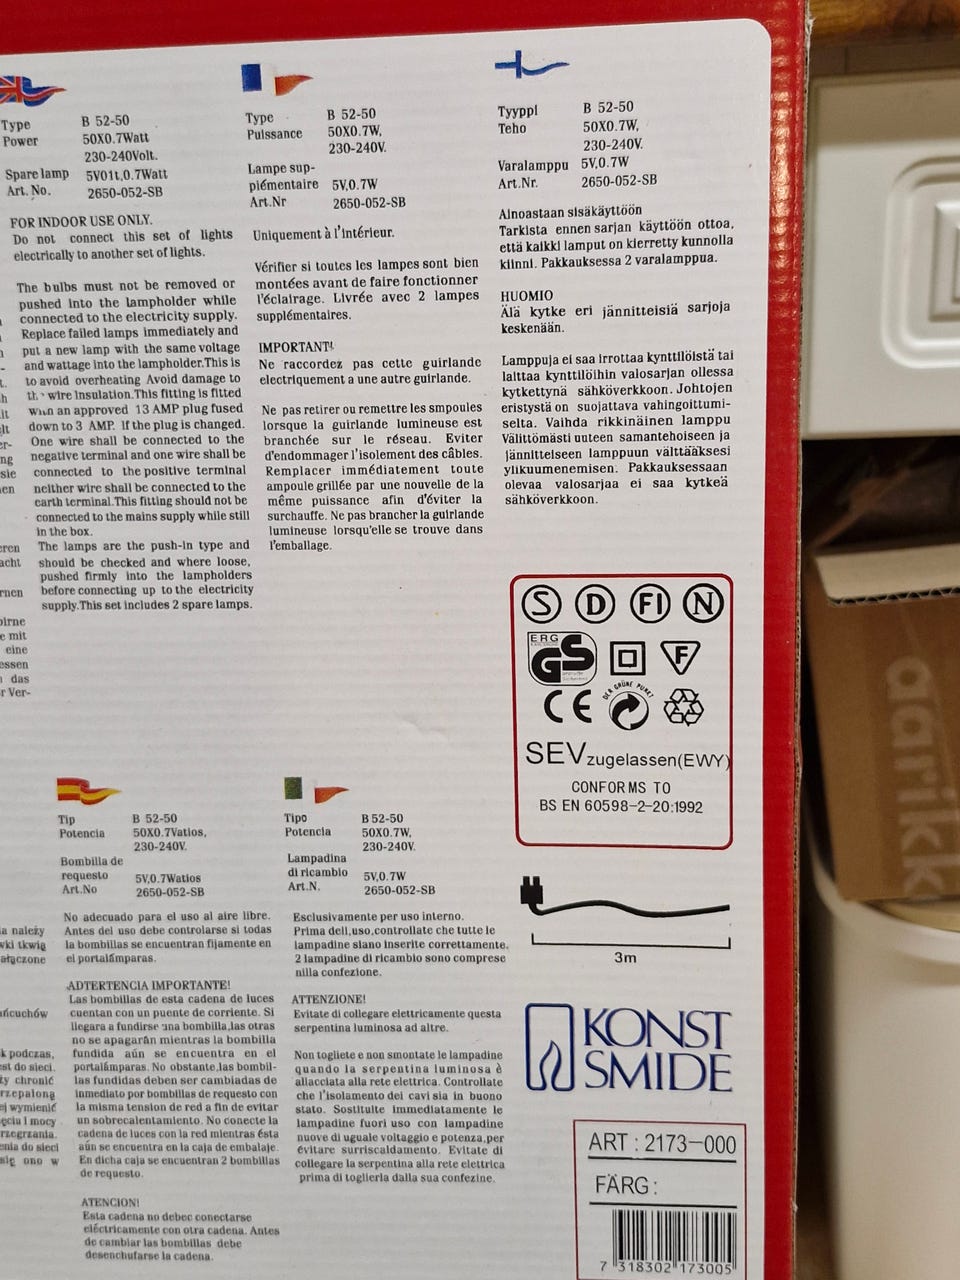 Type B 52-50
Power 50X0.7Watt
230-240Volt.
Spare lamp 5V01t,0.7Watt
Art. No. 2650-052-SB
FOR INDOOR USE ONLY.
Do not connect this set of lights
electrically to another set of lights.
The bulbs must not be removed or
pushed into the lampholder while
connected to the electricity supply.
Replace failed lamps immediately and
put a new lamp with the same voltage
and wattage into the lampholder.This is
to avoid overheating Avoid damage to
wire insulation.This fitting is fitted
an approved 13 AMP plug fused
down to 3 AMP. If the plug is changed.
One wire shall be connected to the
negative terminal and one wire shall be
connected to the positive terminal
neither wire shall be connected to the
earth terminal.This fitting should not be
connected to the mains supply while still
in the box.
The lamps are the push-in type and
should be checked and where loose,
pushed firmly into the lampholders
before connecting up to the electricity
supply.This set includes 2 spare lamps.
Type B 52-50
Puissance 50X0.7W,
230-240V.
Lampe sup-
plémentaire 5V,0.7W
Art.Nr 2650-052-SB
Uniquement à l'intérieur.
Vérifier si toutes les lampes sont bien
montées avant de faire fonctionner
l'éclairage. Livrée avec 2 lampes
supplémentaires.
IMPORTANT!
Ne raccordez pas cette guirlande
electriquement a une autre guirlande.
Ne pas retirer ou remettre les smpoules
lorsque la guirlande lumineuse est
branchée sur le réseau. Eviter
d'endommager l'isolement des câbles.
Remplacer immédiatement toute
ampoule grillée par une nouvelle de la
même puissance afin d'éviter la
surchauffe. Ne pas brancher la guirlande
lumineuse lorsqu'elle se trouve dans
l'emballage.
Tyyppi B 52-50
Teho 50X0.7W,
230-240V.
Varalamppu 5V,0.7W
Art.Nr. 2650-052-SB
Ainoastaan sisäkäyttöön
Tarkista ennen sarjan käyttöön ottoa,
että kaikki lamput on kierretty kunnolla
kiinni. Pakkauksessa 2 varalamppua.
HUOMIO
Älä kytke eri jännitteisiä sarjoja
keskenään.
Lamppuja ei saa irrottaa kynttilöistä tai
laittaa kynttilöihin valosarjan ollessa
kytkettynä sähköverkkoon. Johtojen
eristystä on suojattava vahingoittumi-
selta. Vaihda rikkinäinen lamppu
Välittömästi uuteen samantehoiseen ja
jännitteiseen lamppuun välttääksesi
ylikuumenemisen. Pakkauksessaan
olevaa valosarjaa ei saa kytkeä
sähköverkkoon.
S D FI N
ERG
GS F
CE DER GRÜNE PUNKT
SEVzugelassen(EWY)
CONFORMS TO
BS EN 60598-2-20:1992
3m
KONST
SMIDE
ART : 2173-000
FÄRG :
7 318302 173005
Tip B 52-50
Potencia 50X0.7Vatios,
230-240V.
Bombilla de
requesto 5V,0.7Watios
Art.No 2650-052-SB
No adecuado para el uso al aire libre.
Antes del uso debe controlarse si todas
la bombillas se encuentran fijamente en
el portalámparas.
ADTERTENCIA IMPORTANTE!
Las bombillas de esta cadena de luces
cuentan con un puente de corriente. Si
llegara a fundirse una bombilla,las otras
no se apagarán mientras la bombilla
fundida aún se encuentra en el
portalámparas. No obstante,las bombil-
las fundidas deben ser cambiadas de
inmediato por bombillas de requesto con
la misma tension de red a fin de evitar
un sobrecalentamiento. No conecte la
cadena de luces con la red mientras ésta
aún se encuentra en la caja de embalaje.
En dicha caja se encuentran 2 bombillas
de requesto.
ATENCION!
Esta cadena no debec conectarse
eléctricamente con otra cadena. Antes
de cambiar las bombillas debe
desenchufarse la cadena.
Tipo B 52-50
Potencia 50X0.7W,
230-240V.
Lampadina
di ricambio 5V,0.7W
Art.N. 2650-052-SB
Esclusivamente per uso interno.
Prima dell,uso,controllate che tutte le
lampadine siano inserite correttamente.
2 lampadine di ricambio sono comprese
nilla confezione.
ATTENZIONE!
Evitate di collegare elettricamente questa
serpentina luminosa ad altre.
Non togliete e non smontate le lampadine
quando la serpentina luminosa è
allacciata alla rete elettrica. Controllate
che l'isolamento dei cavi sia in buono
stato. Sostituite immediatamente le
lampadine fuori uso con lampadine
nuove di uguale voltaggio e potenza,per
évitare surriscaldamento. Evitate di
collegare la serpentina alla rete elettrica
prima di toglierla dalla sua confezine.